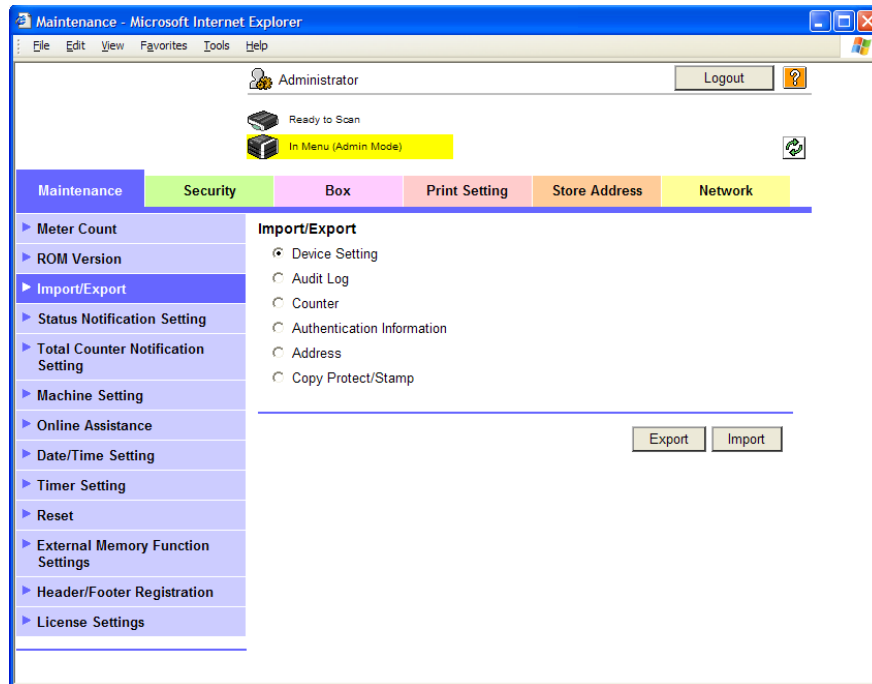 Maintenance - Microsoft Internet Explorer
File Edit View Favorites Tools Help
Administrator Logout ?
Ready to Scan
In Menu (Admin Mode)
Maintenance Security Box Print Setting Store Address Network
Meter Count
ROM Version
Import/Export
Status Notification Setting
Total Counter Notification
Setting
Machine Setting
Online Assistance
Date/Time Setting
Timer Setting
Reset
External Memory Function
Settings
Header/Footer Registration
License Settings
Import/Export
Device Setting
Audit Log
Counter
Authentication Information
Address
Copy Protect/Stamp
Export Import